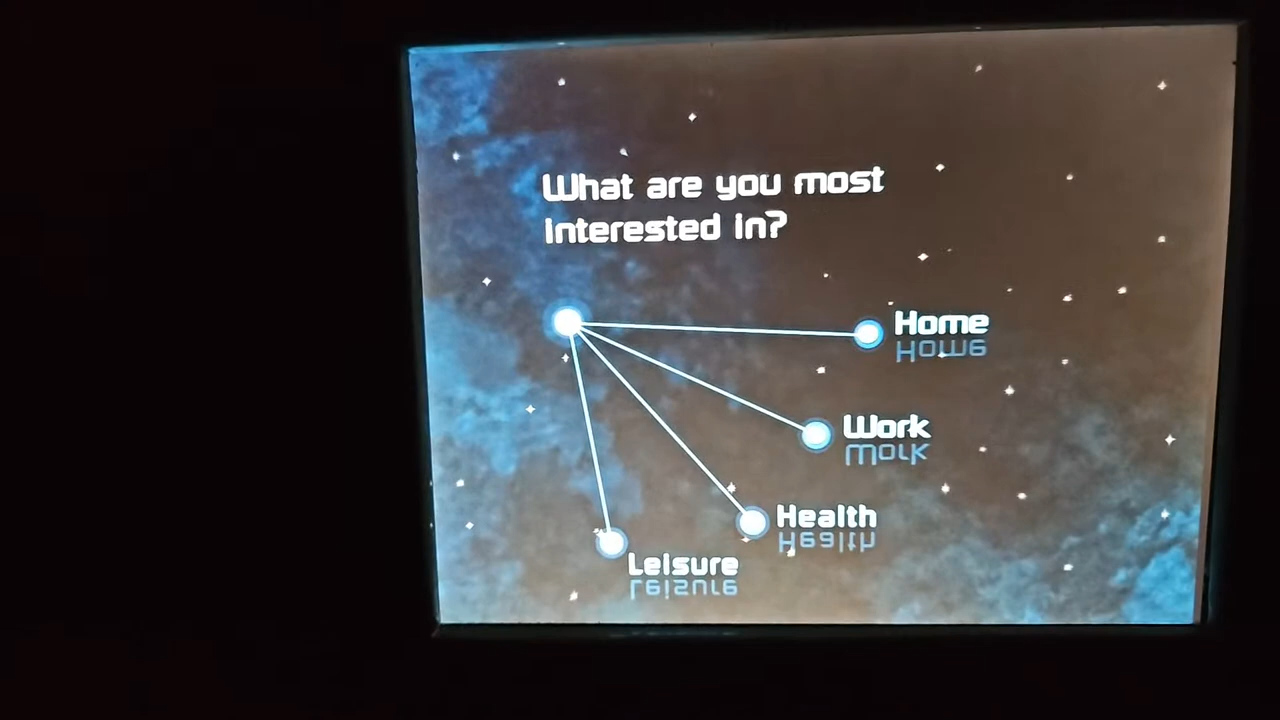 What are you most
interested in?
Home
Work
Health
Leisure